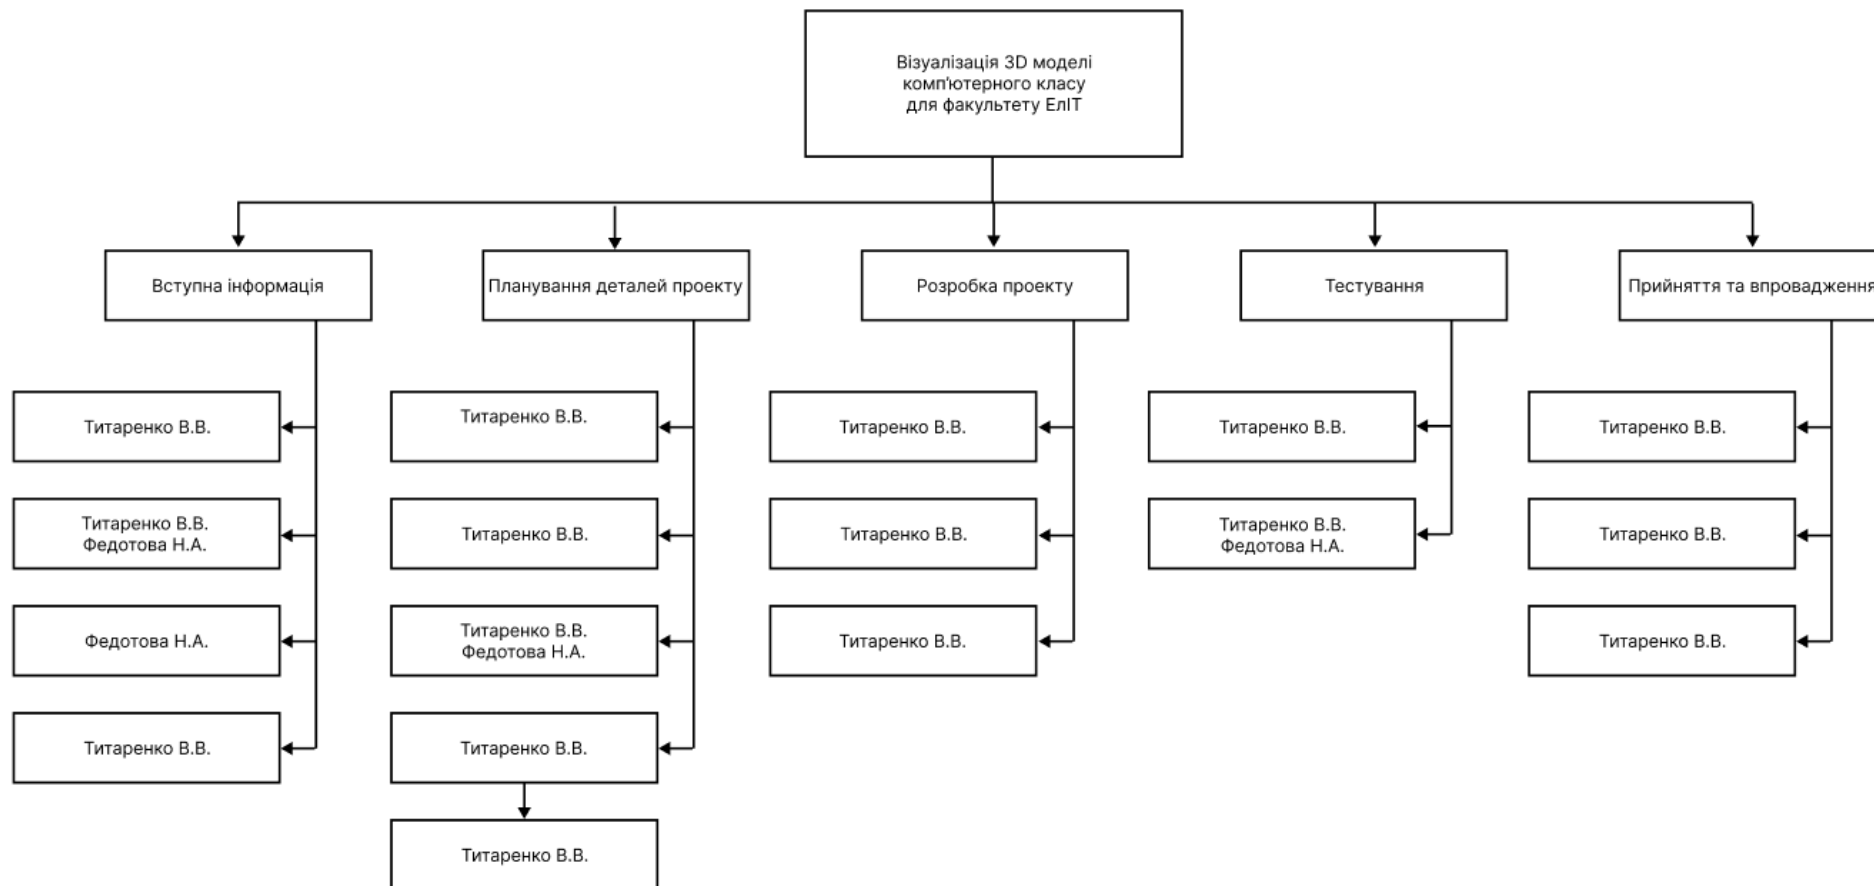 Візуалізація 3D моделі
комп'ютерного класу
для факультету ЕлІТ
Вступна інформація
Планування деталей проекту
Розробка проекту
Тестування
Прийняття та впровадження
Титаренко В.В.
Титаренко В.В.
Титаренко В.В.
Титаренко В.В.
Титаренко В.В.
Титаренко В.В.
Федотова Н.А.
Титаренко В.В.
Титаренко В.В.
Титаренко В.В.
Федотова Н.А.
Титаренко В.В.
Федотова Н.А.
Титаренко В.В.
Федотова Н.А.
Титаренко В.В.
Титаренко В.В.
Титаренко В.В.
Титаренко В.В.
Титаренко В.В.